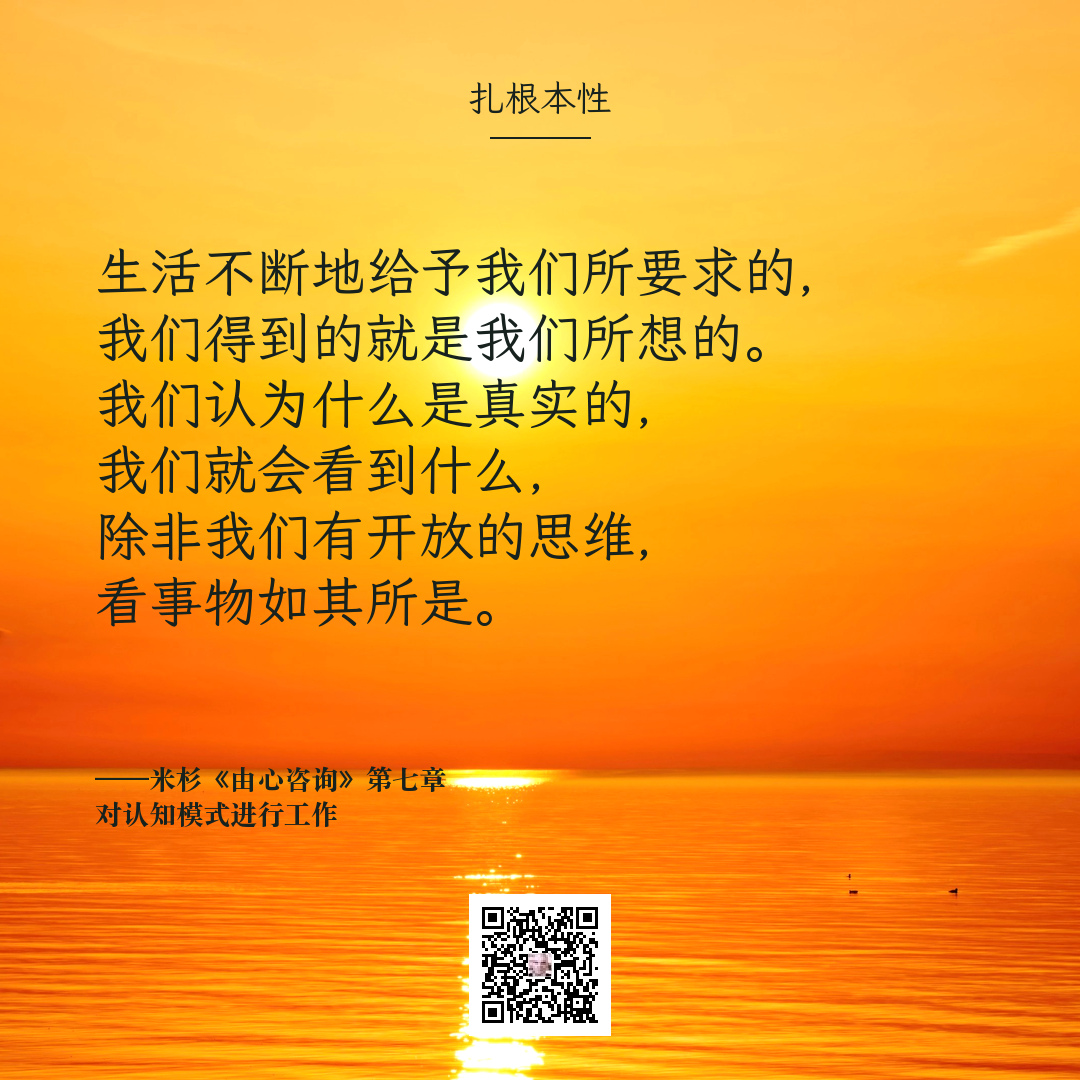 扎根本性
生活不断地给予我们所要求的,
我们得到的就是我们所想的。
我们认为什么是真实的,
我们就会看到什么,
除非我们有开放的思维,
看事物如其所是。
——米杉《由心咨询》第七章
对认知模式进行工作